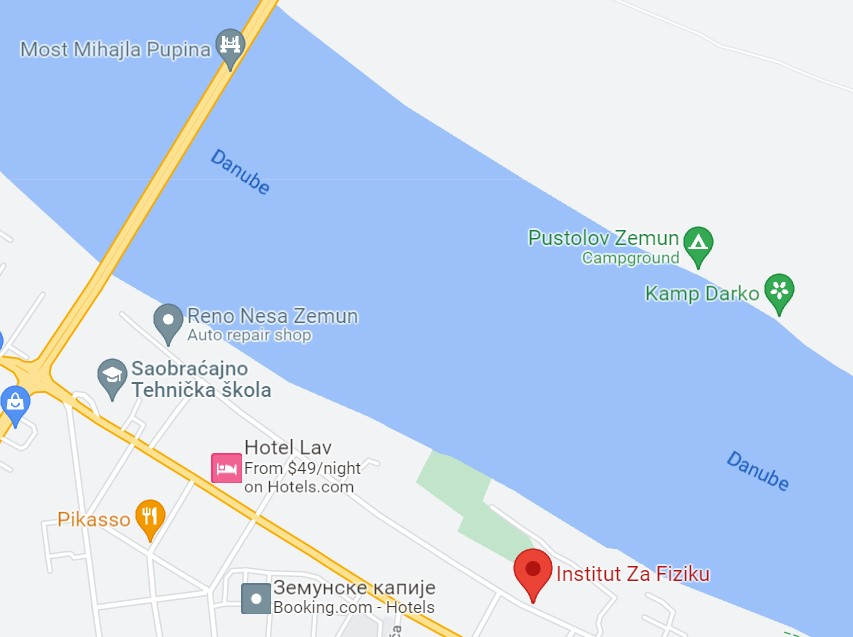 Most Mihajla Pupina
Danube
Pustolov Zemun
Campground
Kamp Darko
Reno Nesa Zemun
Auto repair shop
Saobraćajno
Tehnička škola
Hotel Lav
From $49/night
on Hotels.com
Danube
Pikasso
Institut Za Fiziku
Земунске капије
Booking.com - Hotels